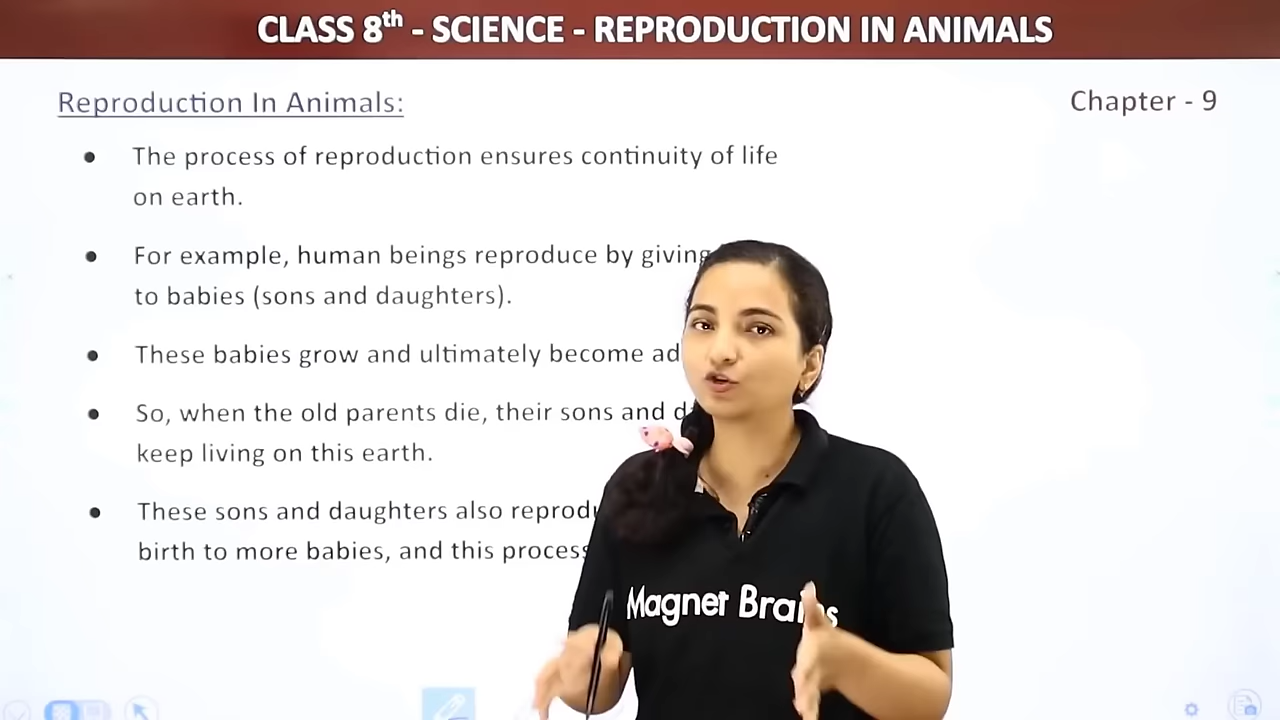 CLASS 8th - SCIENCE - REPRODUCTION IN ANIMALS
Reproduction In Animals:
Chapter - 9
The process of reproduction ensures continuity of life
on earth.
For example, human beings reproduce by giving
to babies (sons and daughters).
These babies grow and ultimately become
So, when the old parents die, their sons and
keep living on this earth.
These sons and daughters also
birth to more babies, and this process
Magnet Brains